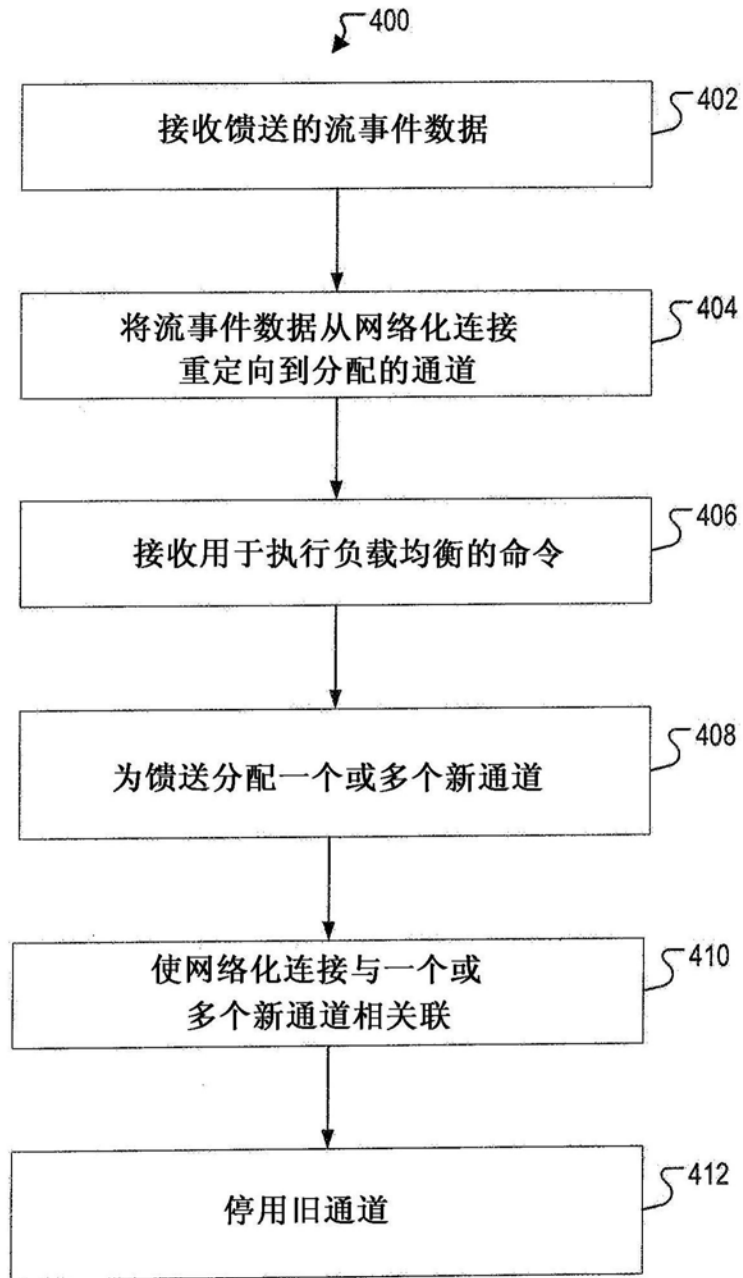 400
接收馈送的流事件数据
402
将流事件数据从网络化连接
重定向到分配的通道
404
接收用于执行负载均衡的命令
406
为馈送分配一个或多个新通道
408
使网络化连接与一个或
多个新通道相关联
410
停用旧通道
412